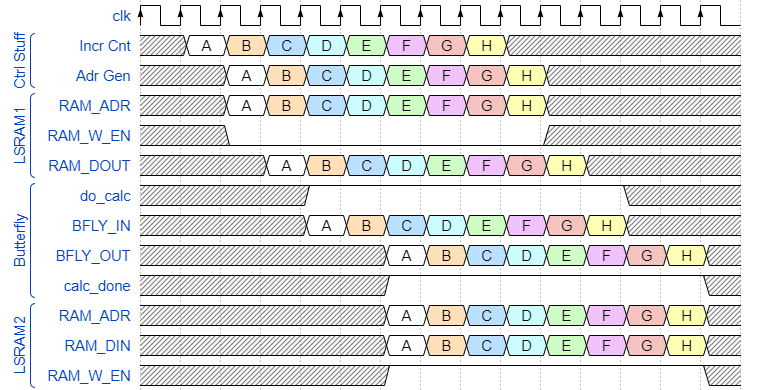 clk
Ctrl Stuff
Incr Cnt A B C D E F G H
Adr Gen A B C D E F G H
LSRAM1
RAM_ADR A B C D E F G H
RAM_W_EN
RAM_DOUT A B C D E F G H
Butterfly
do_calc
BFLY_IN A B C D E F G H
BFLY_OUT A B C D E F G H
calc_done
LSRAM2
RAM_ADR A B C D E F G H
RAM_DIN A B C D E F G H
RAM_W_EN